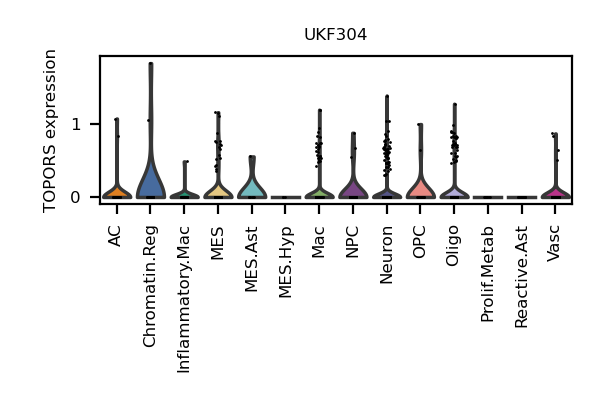 UKF304
TOPORS expression
1
0
AC
Chromatin.Reg
Inflammatory.Mac
MES
MES.Ast
MES.Hyp
Mac
NPC
Neuron
OPC
Oligo
Prolif.Metab
Reactive.Ast
Vasc